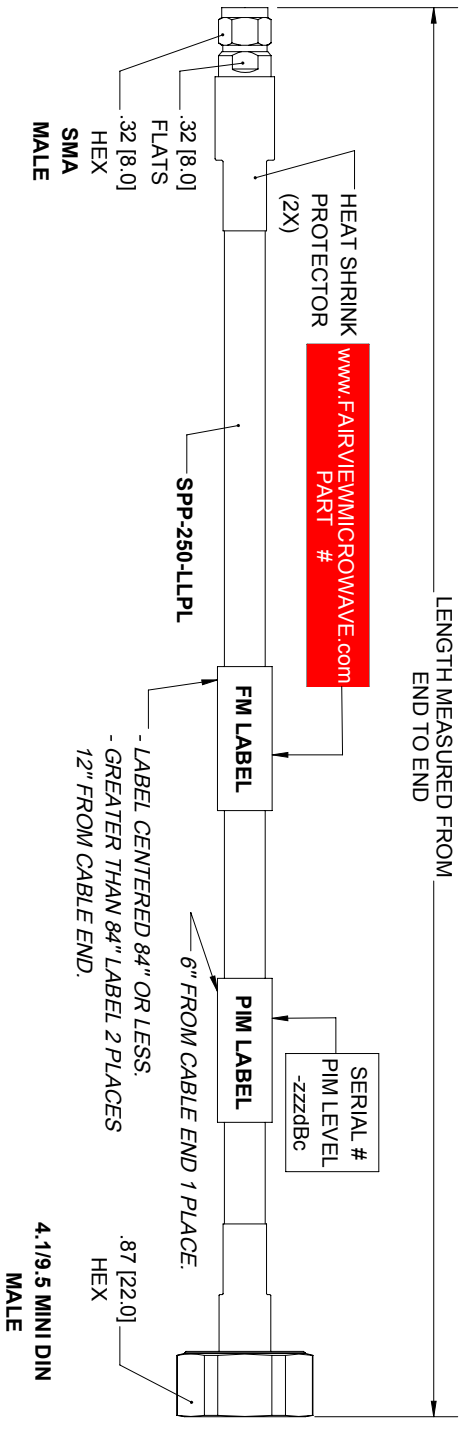 LENGTH MEASURED FROM
END TO END
HEAT SHRINK
PROTECTOR
(2X)
www.FAIRVIEWMICROWAVE.com
PART #
SERIAL #
PIM LEVEL
-zzzdBc
FM LABEL
PIM LABEL
.32 [8.0]
FLATS
.32 [8.0]
HEX
SMA
MALE
SPP-250-LLPL
- LABEL CENTERED 84" OR LESS.
- GREATER THAN 84" LABEL 2 PLACES
12" FROM CABLE END.
6" FROM CABLE END 1 PLACE.
.87 [22.0]
HEX
4.1/9.5 MINI DIN
MALE